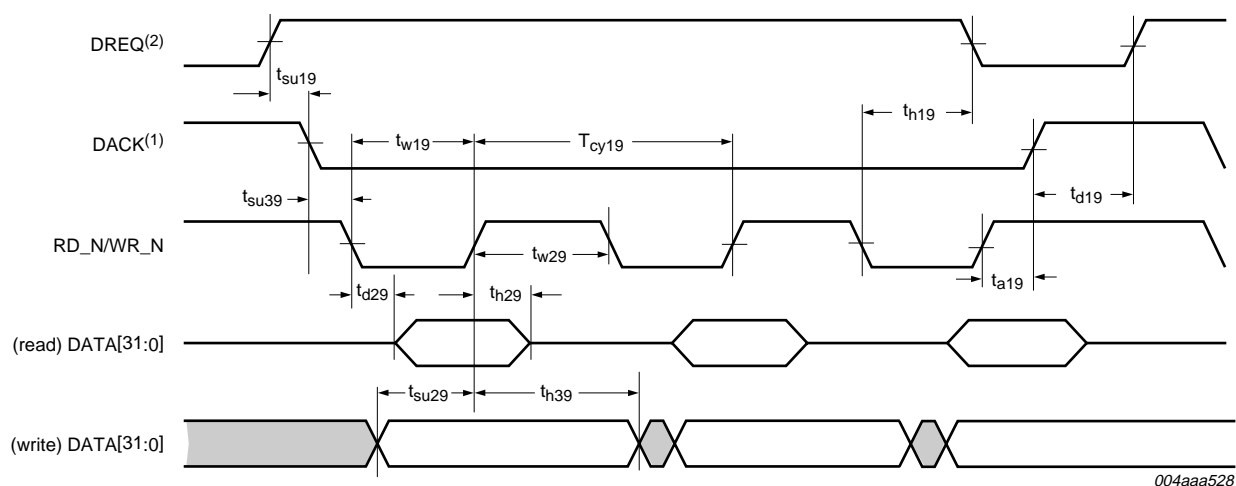 DREQ(2)
tsu19
th19
DACK(1)
tw19
Tcy19
tsu39
td19
RD_N/WR_N
tw29
td29
th29
ta19
(read) DATA[31:0]
tsu29
th39
(write) DATA[31:0]
004aaa528